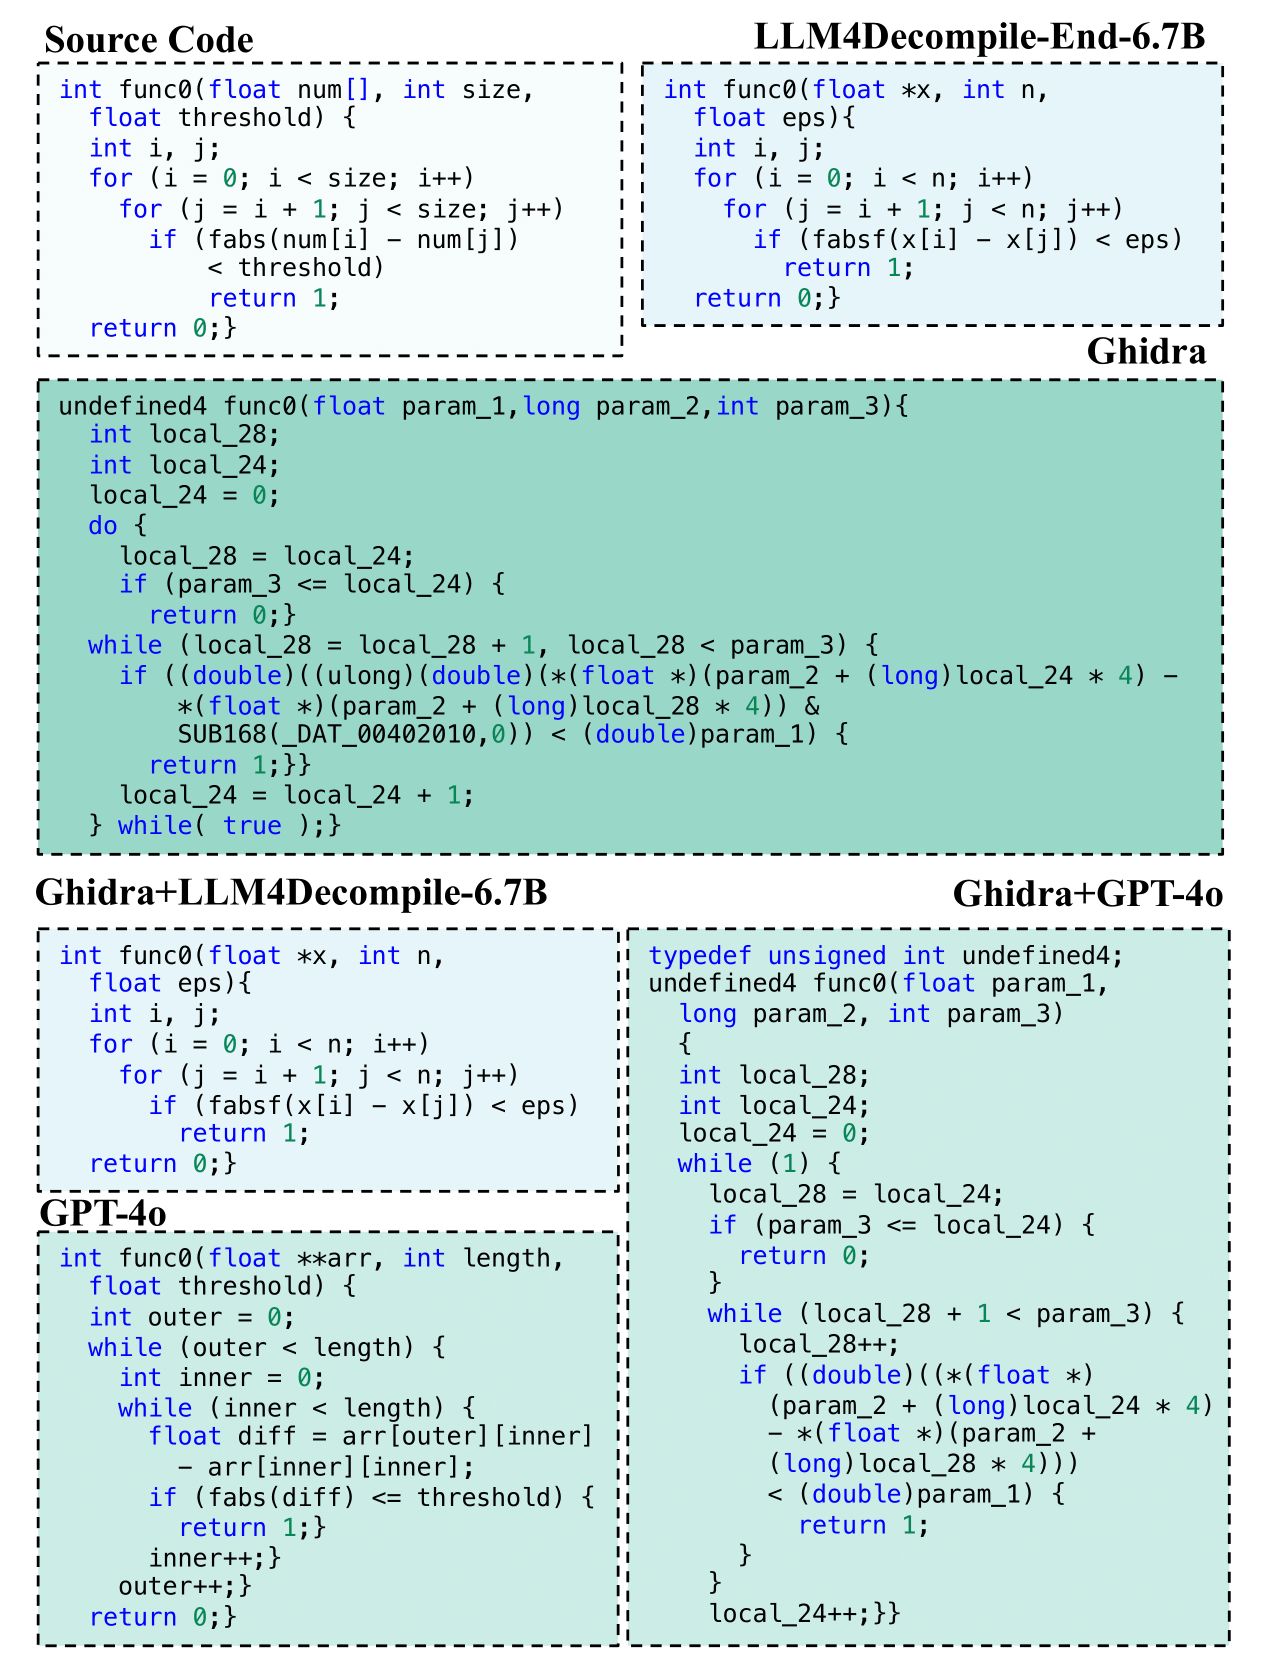 Source Code
int func0(float num[], int size,
  float threshold) {
  int i, j;
  for (i = 0; i < size; i++)
    for (j = i + 1; j < size; j++)
      if (fabs(num[i] − num[j])
          < threshold)
          return 1;
  return 0;}
LLM4Decompile-End-6.7B
int func0(float *x, int n,
  float eps){
  int i, j;
  for (i = 0; i < n; i++)
    for (j = i + 1; j < n; j++)
      if (fabsf(x[i] − x[j]) < eps)
        return 1;
  return 0;}
Ghidra
undefined4 func0(float param_1,long param_2,int param_3){
  int local_28;
  int local_24;
  local_24 = 0;
  do {
    local_28 = local_24;
    if (param_3 <= local_24) {
      return 0;}
  while (local_28 = local_28 + 1, local_28 < param_3) {
    if ((double)((ulong)(double)(*(float *)(param_2 + (long)local_24 * 4) −
        *(float *)(param_2 + (long)local_28 * 4)) &
        SUB168(_DAT_00402010,0)) < (double)param_1) {
      return 1;}}
    local_24 = local_24 + 1;
  } while( true );}
Ghidra+LLM4Decompile-6.7B
int func0(float *x, int n,
  float eps){
  int i, j;
  for (i = 0; i < n; i++)
    for (j = i + 1; j < n; j++)
      if (fabsf(x[i] − x[j]) < eps)
        return 1;
  return 0;}
GPT-4o
int func0(float **arr, int length,
  float threshold) {
  int outer = 0;
  while (outer < length) {
    int inner = 0;
    while (inner < length) {
      float diff = arr[outer][inner]
        − arr[inner][inner];
      if (fabs(diff) <= threshold) {
        return 1;}
      inner++;}
    outer++;}
  return 0;}
Ghidra+GPT-4o
typedef unsigned int undefined4;
undefined4 func0(float param_1,
  long param_2, int param_3)
  {
  int local_28;
  int local_24;
  local_24 = 0;
  while (1) {
    local_28 = local_24;
    if (param_3 <= local_24) {
      return 0;
    }
    while (local_28 + 1 < param_3) {
      local_28++;
      if ((double)((*(float *)
        (param_2 + (long)local_24 * 4)
        − *(float *)(param_2 +
        (long)local_28 * 4)))
        < (double)param_1) {
          return 1;
      }
    }
    local_24++;}}